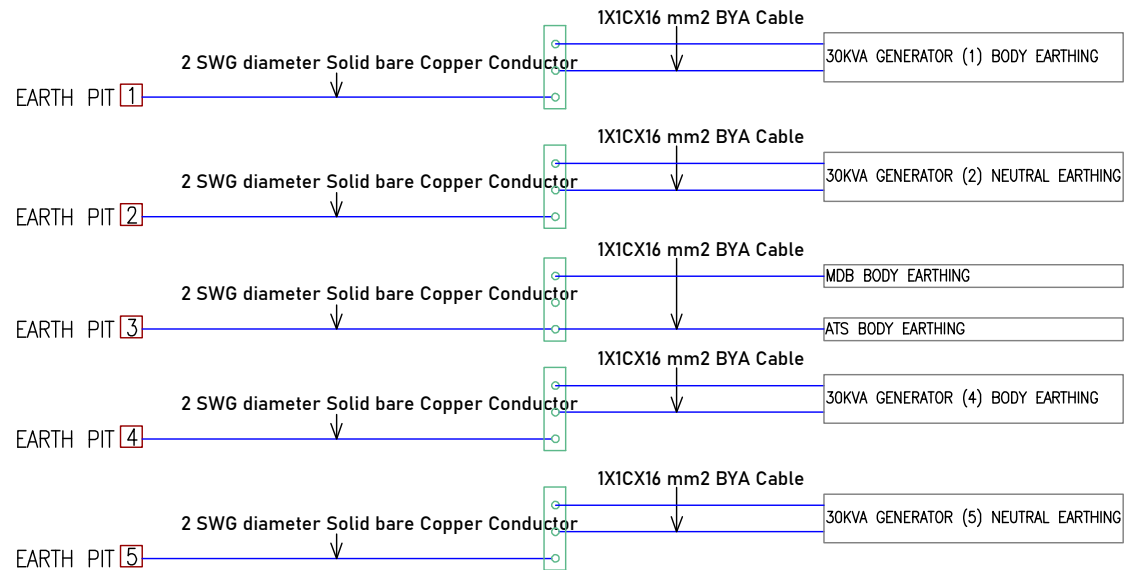 1X1CX16 mm2 BYA Cable
2 SWG diameter Solid bare Copper Conductor
30KVA GENERATOR (1) BODY EARTHING
EARTH PIT 1
1X1CX16 mm2 BYA Cable
2 SWG diameter Solid bare Copper Conductor
30KVA GENERATOR (2) NEUTRAL EARTHING
EARTH PIT 2
1X1CX16 mm2 BYA Cable
MDB BODY EARTHING
2 SWG diameter Solid bare Copper Conductor
EARTH PIT 3
ATS BODY EARTHING
1X1CX16 mm2 BYA Cable
2 SWG diameter Solid bare Copper Conductor
30KVA GENERATOR (4) BODY EARTHING
EARTH PIT 4
1X1CX16 mm2 BYA Cable
2 SWG diameter Solid bare Copper Conductor
30KVA GENERATOR (5) NEUTRAL EARTHING
EARTH PIT 5